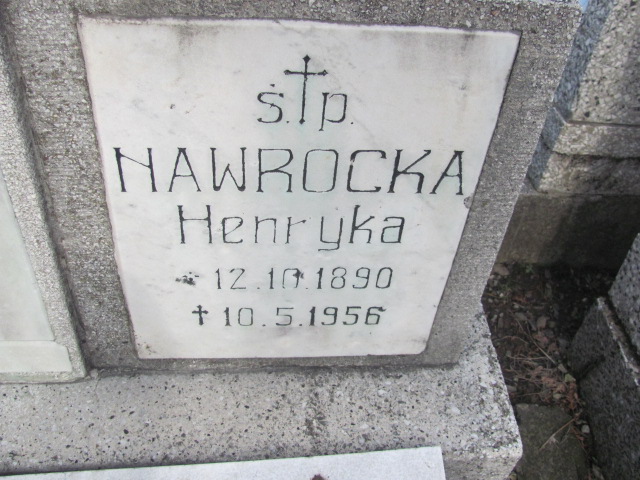 ś.†p.
NAWROCKA
Henryka
* 12.10.1890
† 10.5.1956